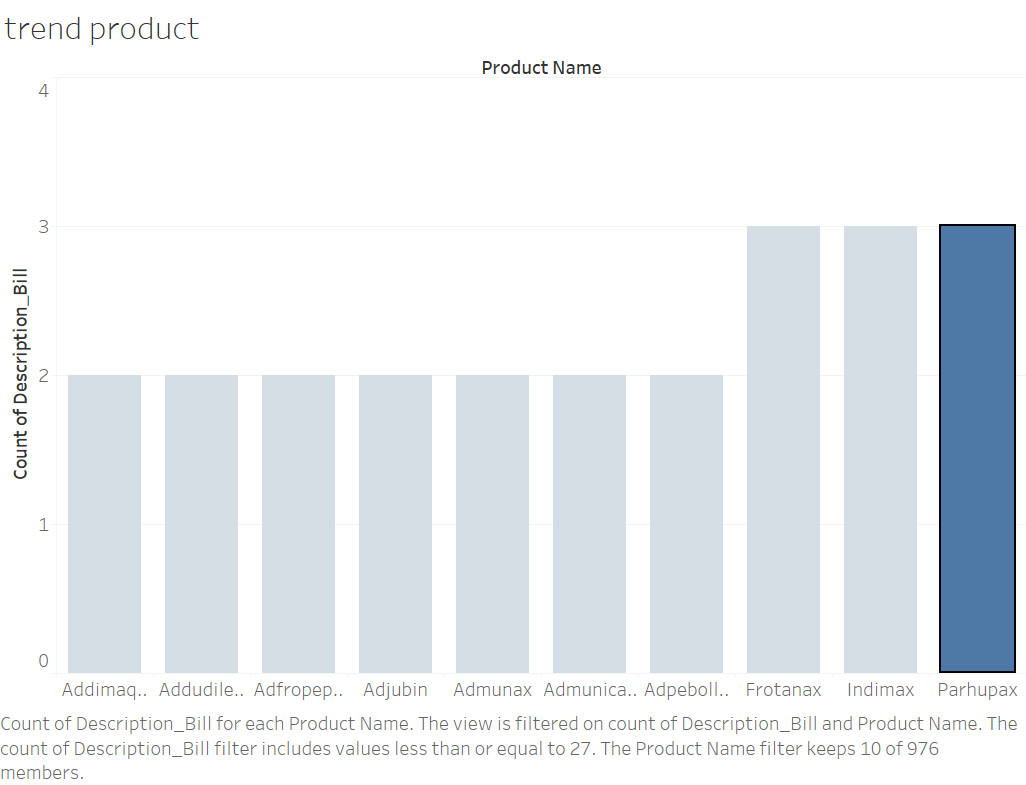 trend product
Product Name
4
3
2
1
0
Count of Description_Bill
Addimaq.. Addudile.. Adfropep.. Adjubin Admunax Admunica.. Adpeboll.. Frotanax Indimax Parhupax
Count of Description_Bill for each Product Name. The view is filtered on count of Description_Bill and Product Name. The
count of Description_Bill filter includes values less than or equal to 27. The Product Name filter keeps 10 of 976
members.